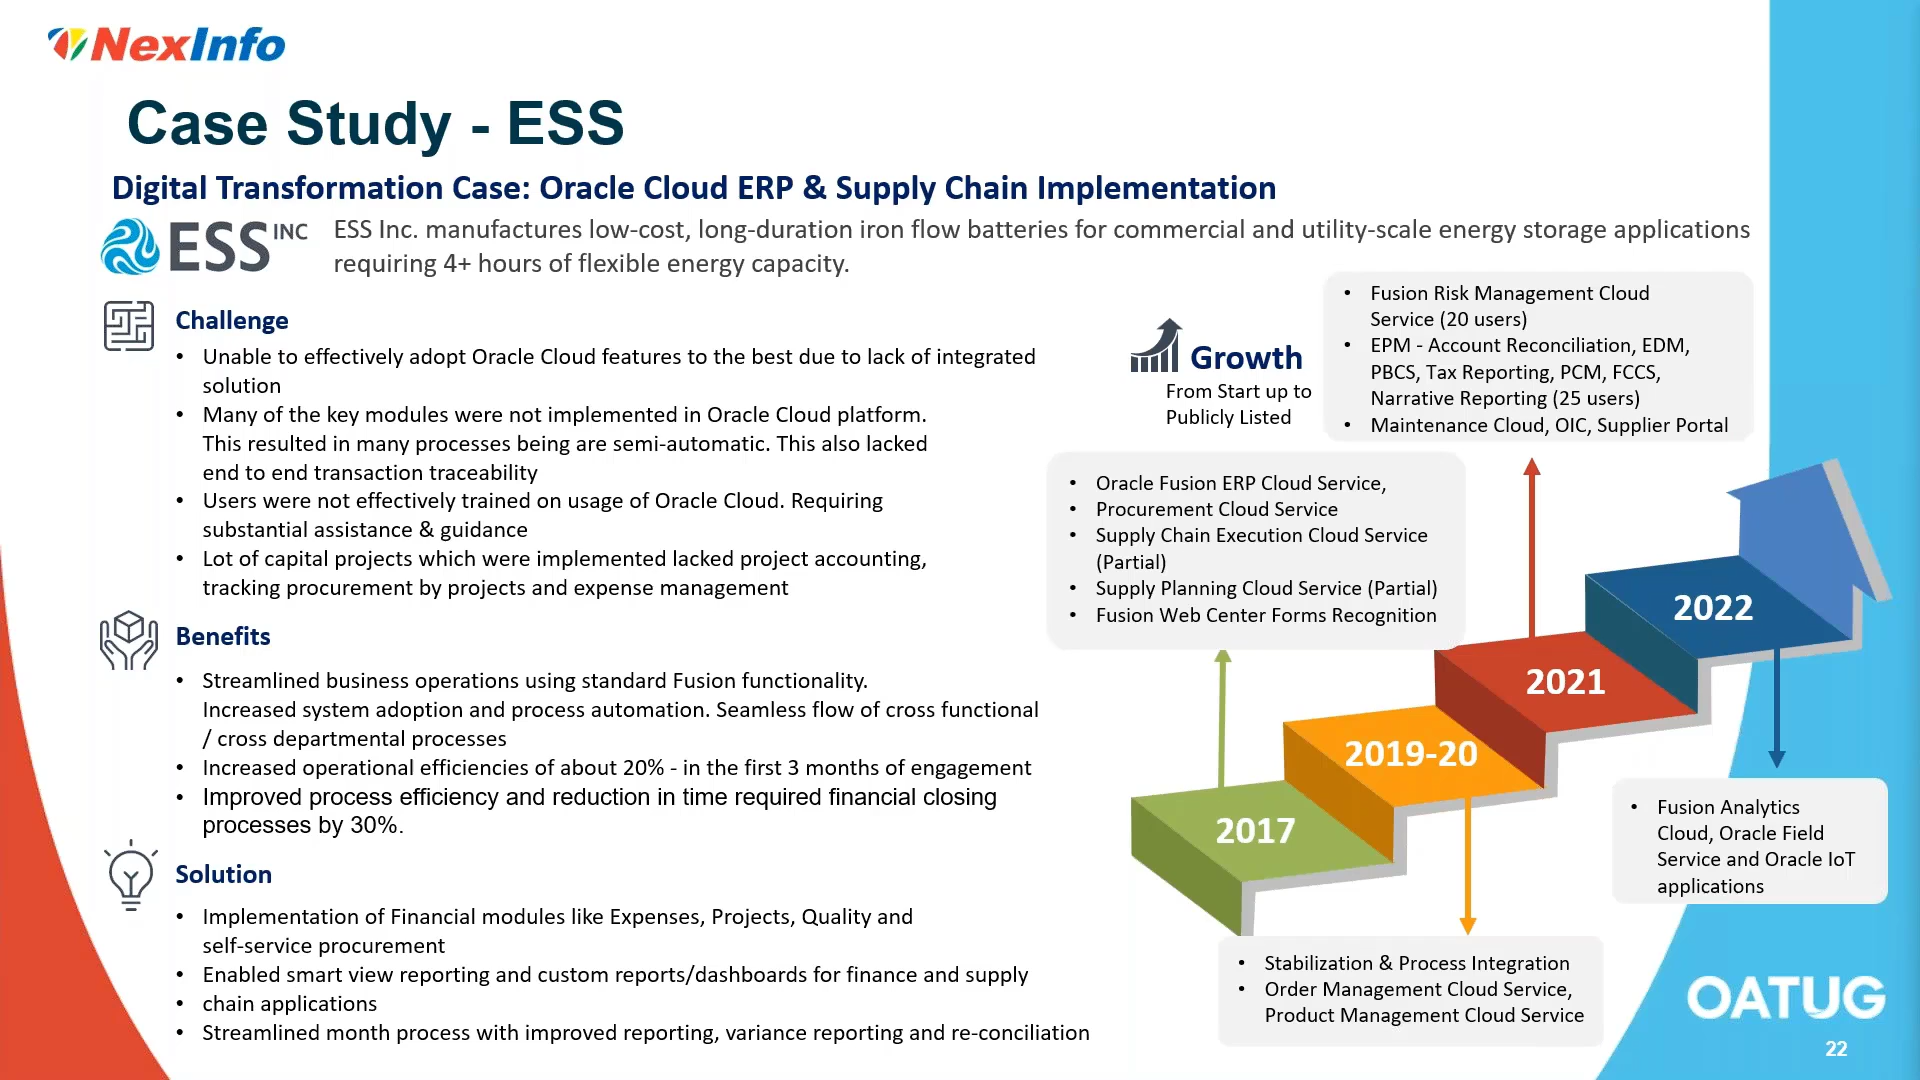 NexInfo
Case Study - ESS
Digital Transformation Case: Oracle Cloud ERP & Supply Chain Implementation
ESS INC
ESS Inc. manufactures low-cost, long-duration iron flow batteries for commercial and utility-scale energy storage applications
requiring 4+ hours of flexible energy capacity.
Challenge
• Unable to effectively adopt Oracle Cloud features to the best due to lack of integrated
solution
• Many of the key modules were not implemented in Oracle Cloud platform.
This resulted in many processes being are semi-automatic. This also lacked
end to end transaction traceability
• Users were not effectively trained on usage of Oracle Cloud. Requiring
substantial assistance & guidance
• Lot of capital projects which were implemented lacked project accounting,
tracking procurement by projects and expense management
Benefits
• Streamlined business operations using standard Fusion functionality.
Increased system adoption and process automation. Seamless flow of cross functional
/ cross departmental processes
• Increased operational efficiencies of about 20% - in the first 3 months of engagement
• Improved process efficiency and reduction in time required financial closing
processes by 30%.
Solution
• Implementation of Financial modules like Expenses, Projects, Quality and
self-service procurement
• Enabled smart view reporting and custom reports/dashboards for finance and supply
• chain applications
• Streamlined month process with improved reporting, variance reporting and re-conciliation
Growth
From Start up to
Publicly Listed
• Fusion Risk Management Cloud
Service (20 users)
• EPM - Account Reconciliation, EDM,
PBCS, Tax Reporting, PCM, FCCS,
Narrative Reporting (25 users)
• Maintenance Cloud, OIC, Supplier Portal
• Oracle Fusion ERP Cloud Service,
• Procurement Cloud Service
• Supply Chain Execution Cloud Service
(Partial)
• Supply Planning Cloud Service (Partial)
• Fusion Web Center Forms Recognition
2022
2021
2019-20
2017
• Fusion Analytics
Cloud, Oracle Field
Service and Oracle IoT
applications
• Stabilization & Process Integration
• Order Management Cloud Service,
Product Management Cloud Service
OATUG
22